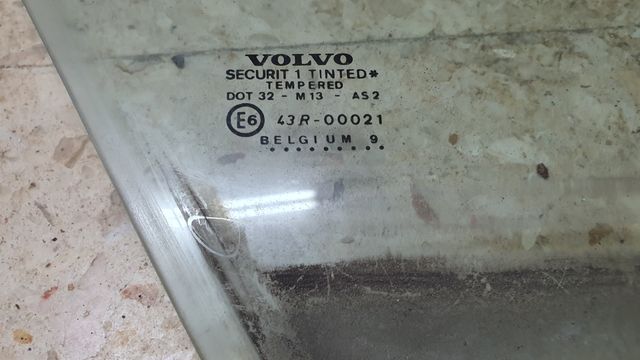 VOLVO
SECURIT 1 TINTED*
TEMPERED
DOT 32 - M13 - AS2
E6 43R-00021
BELGIUM 9
.........